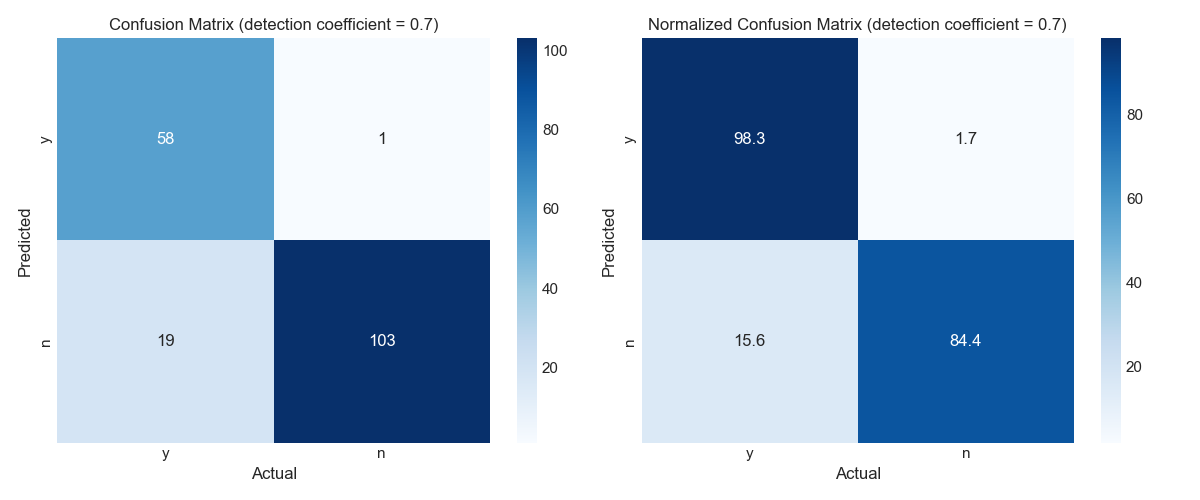 Confusion Matrix (detection coefficient = 0.7)
y
n
Predicted
58
1
19
103
y
n
Actual
100
80
60
40
20
Normalized Confusion Matrix (detection coefficient = 0.7)
y
n
Predicted
98.3
1.7
15.6
84.4
y
n
Actual
80
60
40
20